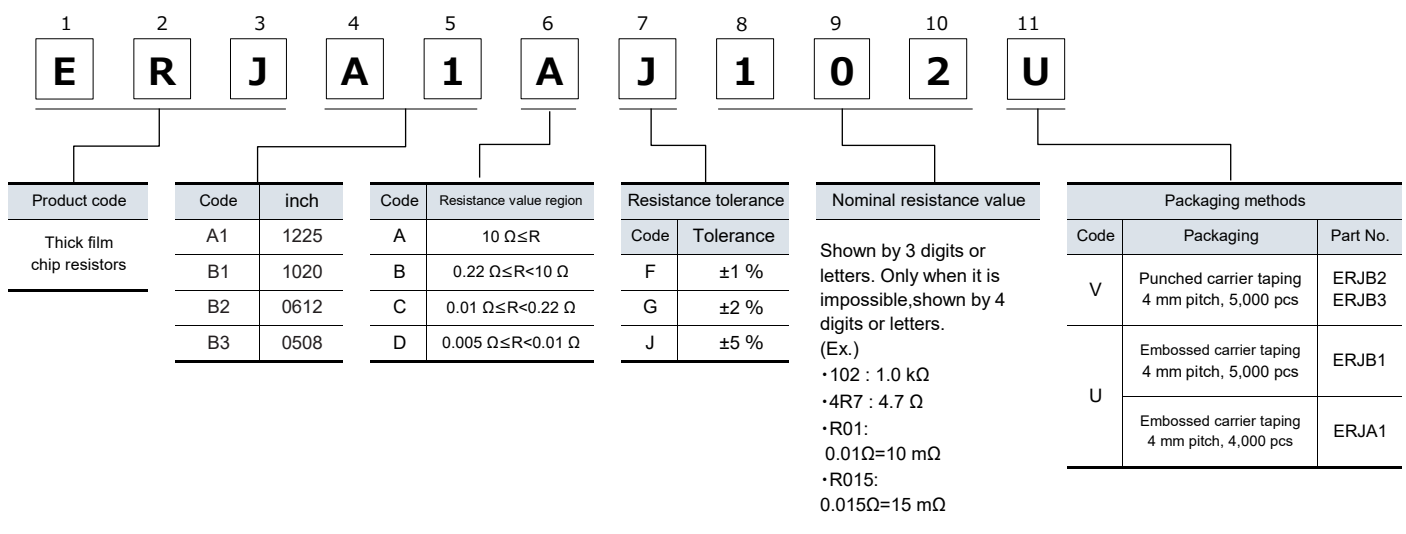 1 2 3 4 5 6 7 8 9 10 11
E R J A 1 A J 1 0 2 U
Product code
Thick film
chip resistors
Code inch
A1 1225
B1 1020
B2 0612
B3 0508
Code Resistance value region
A 10 Ω≤R
B 0.22 Ω≤R<10 Ω
C 0.01 Ω≤R<0.22 Ω
D 0.005 Ω≤R<0.01 Ω
Resistance tolerance
Code Tolerance
F ±1 %
G ±2 %
J ±5 %
Nominal resistance value
Shown by 3 digits or
letters. Only when it is
impossible,shown by 4
digits or letters.
(Ex.)
・102 : 1.0 kΩ
・4R7 : 4.7 Ω
・R01:
0.01Ω=10 mΩ
・R015:
0.015Ω=15 mΩ
Packaging methods
Code Packaging Part No.
V
Punched carrier taping
4 mm pitch, 5,000 pcs
ERJB2
ERJB3
U
Embossed carrier taping
4 mm pitch, 5,000 pcs
ERJB1
Embossed carrier taping
4 mm pitch, 4,000 pcs
ERJA1